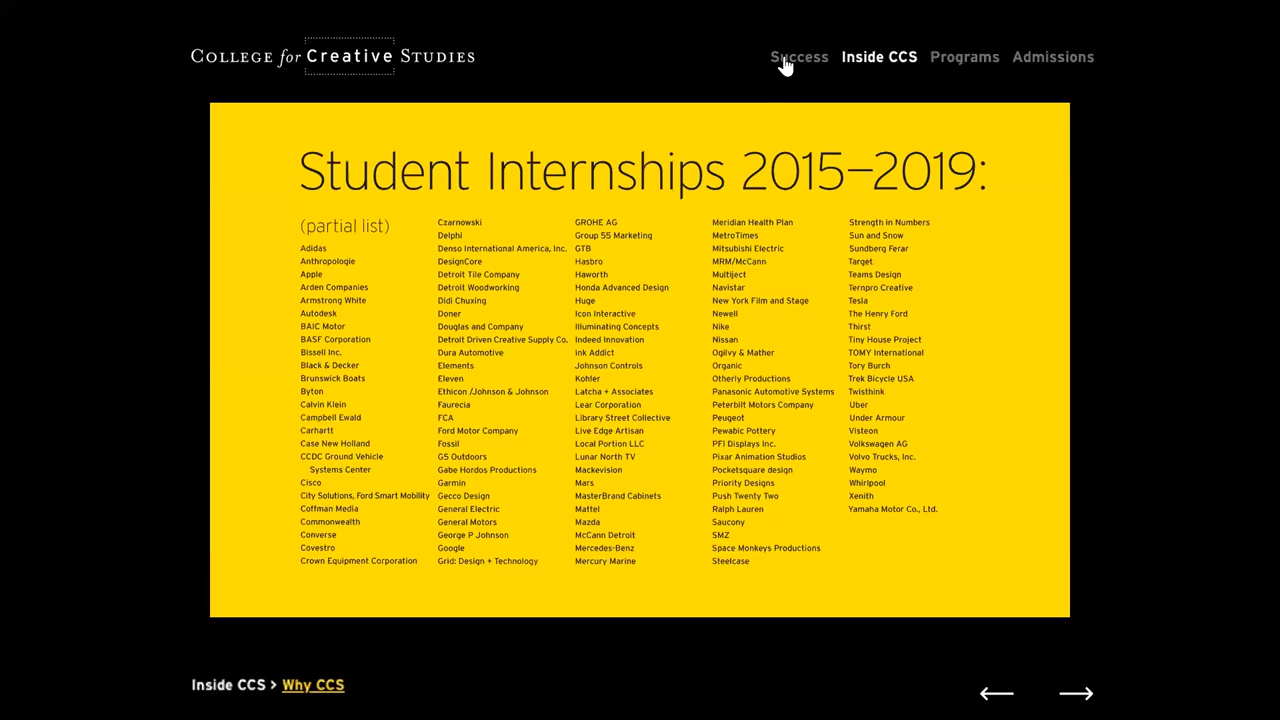 COLLEGE for Creative STUDIES
Success Inside CCS Programs Admissions
Student Internships 2015–2019:
(partial list)
Adidas
Anthropologie
Apple
Arden Companies
Armstrong White
Autodesk
BAIC Motor
BASF Corporation
Bissell Inc.
Black & Decker
Brunswick Boats
Byton
Calvin Klein
Campbell Ewald
Carhartt
Case New Holland
CCDC Ground Vehicle
Systems Center
Cisco
City Solutions, Ford Smart Mobility
Coffman Media
Commonwealth
Converse
Covestro
Crown Equipment Corporation
Czarnowski
Delphi
Denso International America, Inc.
DesignCore
Detroit Tile Company
Detroit Woodworking
Didi Chuxing
Doner
Douglas and Company
Detroit Driven Creative Supply Co.
Dura Automotive
Elements
Eleven
Ethicon /Johnson & Johnson
Faurecia
FCA
Ford Motor Company
Fossil
G5 Outdoors
Gabe Hordos Productions
Garmin
Gecco Design
General Electric
General Motors
George P Johnson
Google
Grid: Design + Technology
GROHE AG
Group 55 Marketing
GTB
Hasbro
Haworth
Honda Advanced Design
Huge
Icon Interactive
Illuminating Concepts
Indeed Innovation
ink Addict
Johnson Controls
Kohler
Latcha + Associates
Lear Corporation
Library Street Collective
Live Edge Artisan
Local Portion LLC
Lunar North TV
Mackevision
Mars
MasterBrand Cabinets
Mattel
Mazda
McCann Detroit
Mercedes-Benz
Mercury Marine
Meridian Health Plan
MetroTimes
Mitsubishi Electric
MRM/McCann
Multiject
Navistar
New York Film and Stage
Newell
Nike
Nissan
Ogilvy & Mather
Organic
Otherly Productions
Panasonic Automotive Systems
Peterbilt Motors Company
Peugeot
Pewabic Pottery
PFI Displays Inc.
Pixar Animation Studios
Pocketsquare design
Priority Designs
Push Twenty Two
Ralph Lauren
Saucony
SMZ
Space Monkeys Productions
Steelcase
Strength in Numbers
Sun and Snow
Sundberg Ferar
Target
Teams Design
Ternpro Creative
Tesla
The Henry Ford
Thirst
Tiny House Project
TOMY International
Tory Burch
Trek Bicycle USA
Twisthink
Uber
Under Armour
Visteon
Volkswagen AG
Volvo Trucks, Inc.
Waymo
Whirlpool
Xenith
Yamaha Motor Co., Ltd.
Inside CCS > Why CCS